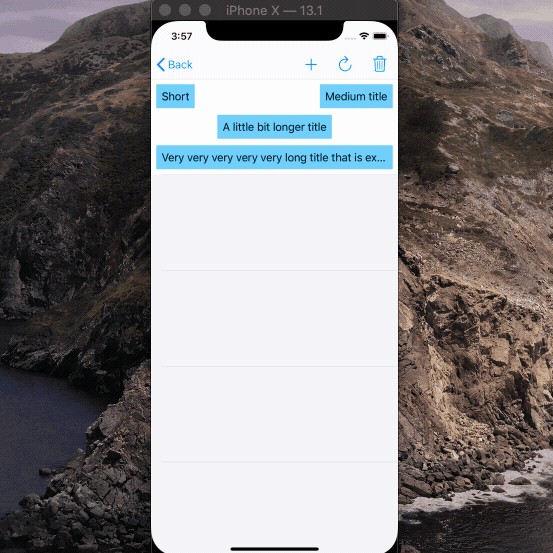 iPhone X — 13.1
3:57
Back
Short Medium title
A little bit longer title
Very very very very very long title that is ex...